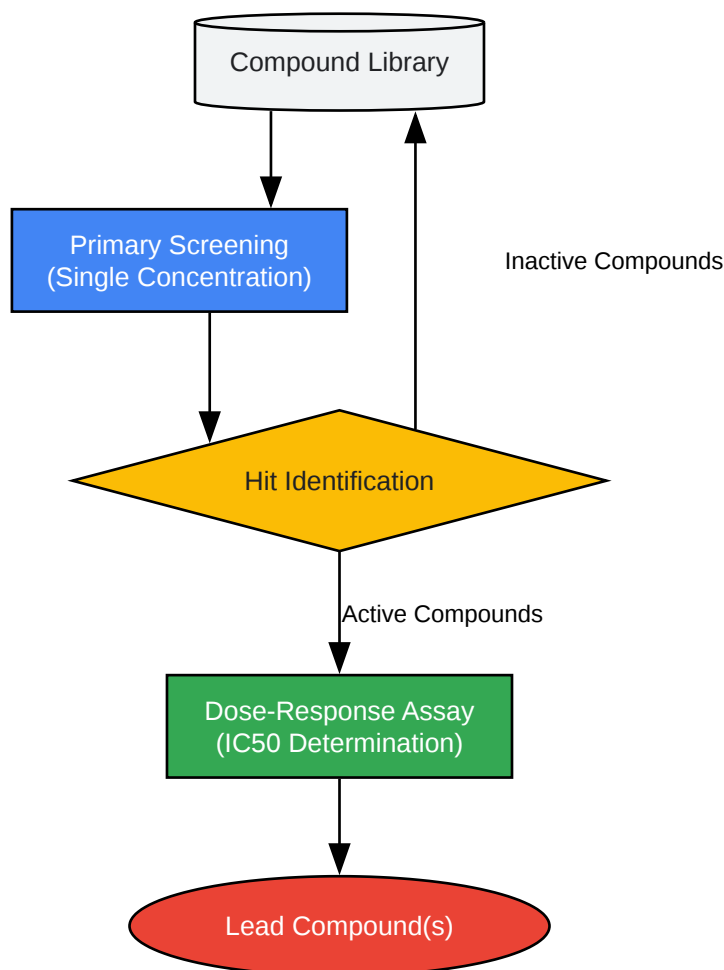 Compound Library
Primary Screening
(Single Concentration)
Inactive Compounds
Hit Identification
Active Compounds
Dose-Response Assay
(IC50 Determination)
Lead Compound(s)